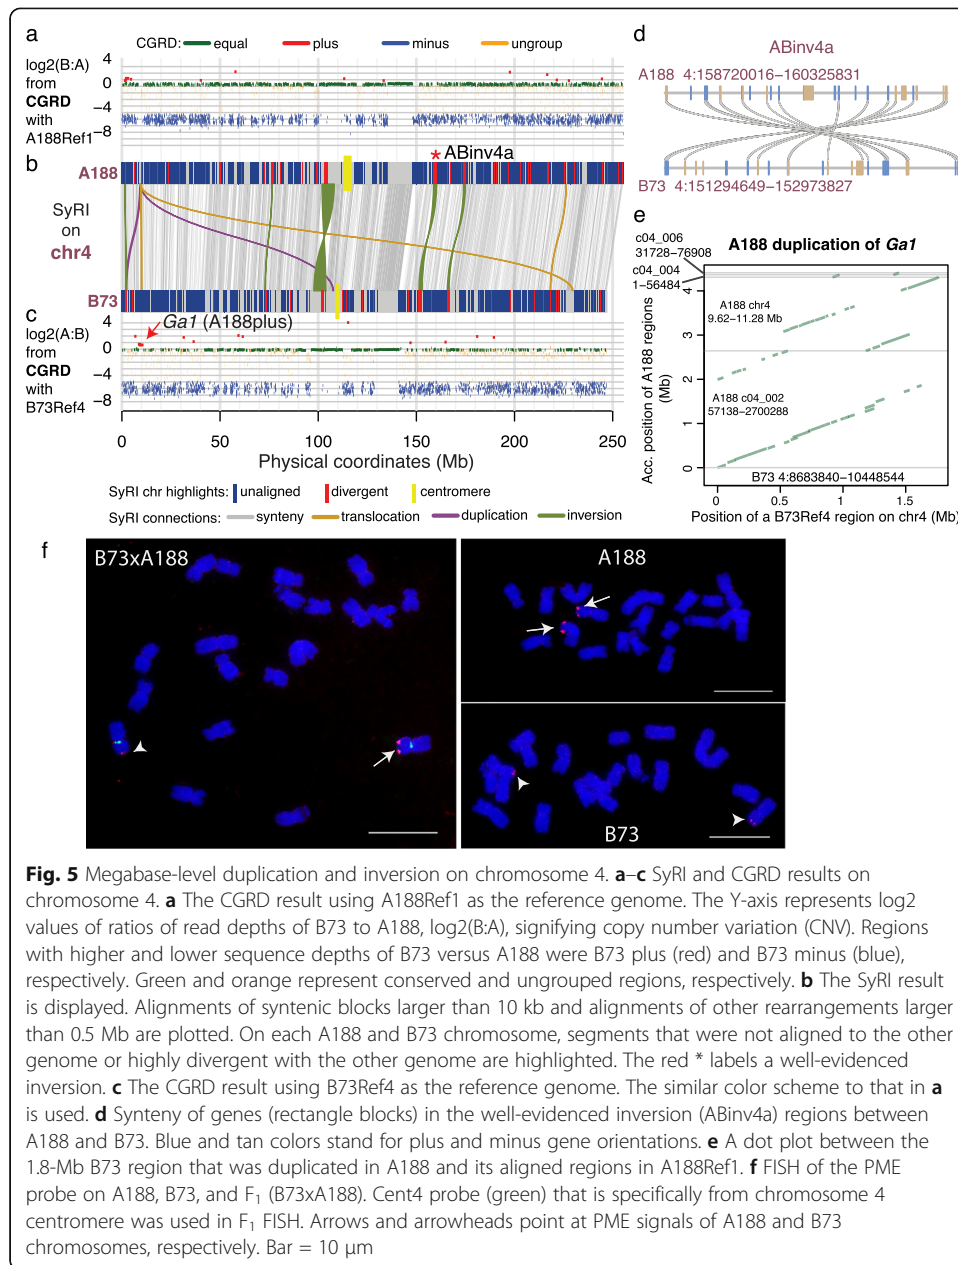 a
CGRD: equal plus minus ungroup
log2(B:A)
from
CGRD
with
A188Ref1
4
0
−4
−8
b
A188
* ABinv4a
SyRI
on
chr4
B73
c
log2(A:B)
from
CGRD
with
B73Ref4
Ga1 (A188plus)
4
0
−4
−8
0 50 100 150 200 250
Physical coordinates (Mb)
SyRI chr highlights: unaligned divergent centromere
SyRI connections: synteny translocation duplication inversion
d
ABinv4a
A188 4:158720016−160325831
B73 4:151294649−152973827
e
A188 duplication of Ga1
c04_006
31728−76908
c04_004
1−56484
A188 chr4
9.62−11.28 Mb
A188 c04_002
57138−2700288
B73 4:8683840−10448544
Acc. position of A188 regions
(Mb)
0 1 2 3 4
0 0.5 1.0 1.5
Position of a B73Ref4 region on chr4 (Mb)
f
B73xA188
A188
B73
Fig. 5 Megabase-level duplication and inversion on chromosome 4. a–c SyRI and CGRD results on
chromosome 4. a The CGRD result using A188Ref1 as the reference genome. The Y-axis represents log2
values of ratios of read depths of B73 to A188, log2(B:A), signifying copy number variation (CNV). Regions
with higher and lower sequence depths of B73 versus A188 were B73 plus (red) and B73 minus (blue),
respectively. Green and orange represent conserved and ungrouped regions, respectively. b The SyRI result
is displayed. Alignments of syntenic blocks larger than 10 kb and alignments of other rearrangements larger
than 0.5 Mb are plotted. On each A188 and B73 chromosome, segments that were not aligned to the other
genome or highly divergent with the other genome are highlighted. The red * labels a well-evidenced
inversion. c The CGRD result using B73Ref4 as the reference genome. The similar color scheme to that in a
is used. d Synteny of genes (rectangle blocks) in the well-evidenced inversion (ABinv4a) regions between
A188 and B73. Blue and tan colors stand for plus and minus gene orientations. e A dot plot between the
1.8-Mb B73 region that was duplicated in A188 and its aligned regions in A188Ref1. f FISH of the PME
probe on A188, B73, and F1 (B73xA188). Cent4 probe (green) that is specifically from chromosome 4
centromere was used in F1 FISH. Arrows and arrowheads point at PME signals of A188 and B73
chromosomes, respectively. Bar = 10 μm